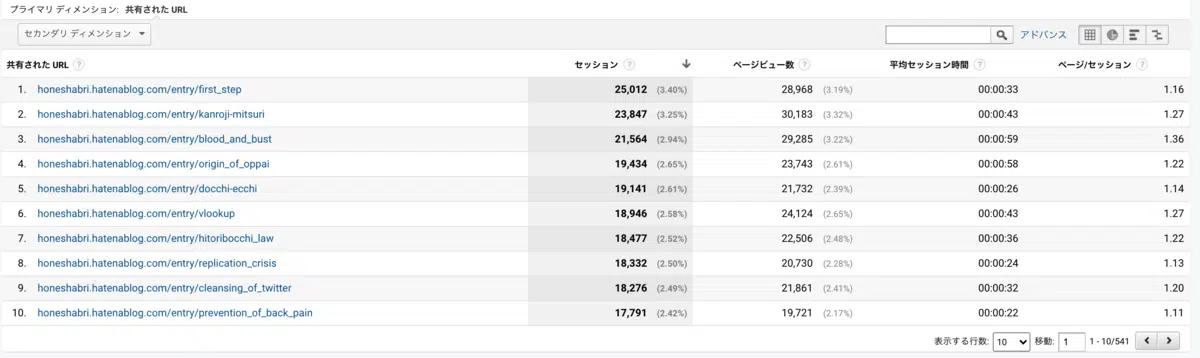 プライマリ ディメンション: 共有された URL
セカンダリ ディメンション アドバンス
共有された URL ? セッション ? ページビュー数 ? 平均セッション時間 ? ページ/セッション ?
1. honeshabri.hatenablog.com/entry/first_step 25,012 (3.40%) 28,968 (3.19%) 00:00:33 1.16
2. honeshabri.hatenablog.com/entry/kanroji-mitsuri 23,847 (3.25%) 30,183 (3.32%) 00:00:43 1.27
3. honeshabri.hatenablog.com/entry/blood_and_bust 21,564 (2.94%) 29,285 (3.22%) 00:00:59 1.36
4. honeshabri.hatenablog.com/entry/origin_of_oppai 19,434 (2.65%) 23,743 (2.61%) 00:00:58 1.22
5. honeshabri.hatenablog.com/entry/docchi-ecchi 19,141 (2.61%) 21,732 (2.39%) 00:00:26 1.14
6. honeshabri.hatenablog.com/entry/vlookup 18,946 (2.58%) 24,124 (2.65%) 00:00:43 1.27
7. honeshabri.hatenablog.com/entry/hitoribocchi_law 18,477 (2.52%) 22,506 (2.48%) 00:00:36 1.22
8. honeshabri.hatenablog.com/entry/replication_crisis 18,332 (2.50%) 20,730 (2.28%) 00:00:24 1.13
9. honeshabri.hatenablog.com/entry/cleansing_of_twitter 18,276 (2.49%) 21,861 (2.41%) 00:00:32 1.20
10. honeshabri.hatenablog.com/entry/prevention_of_back_pain 17,791 (2.42%) 19,721 (2.17%) 00:00:22 1.11
表示する行数: 10 移動: 1 1 - 10/541